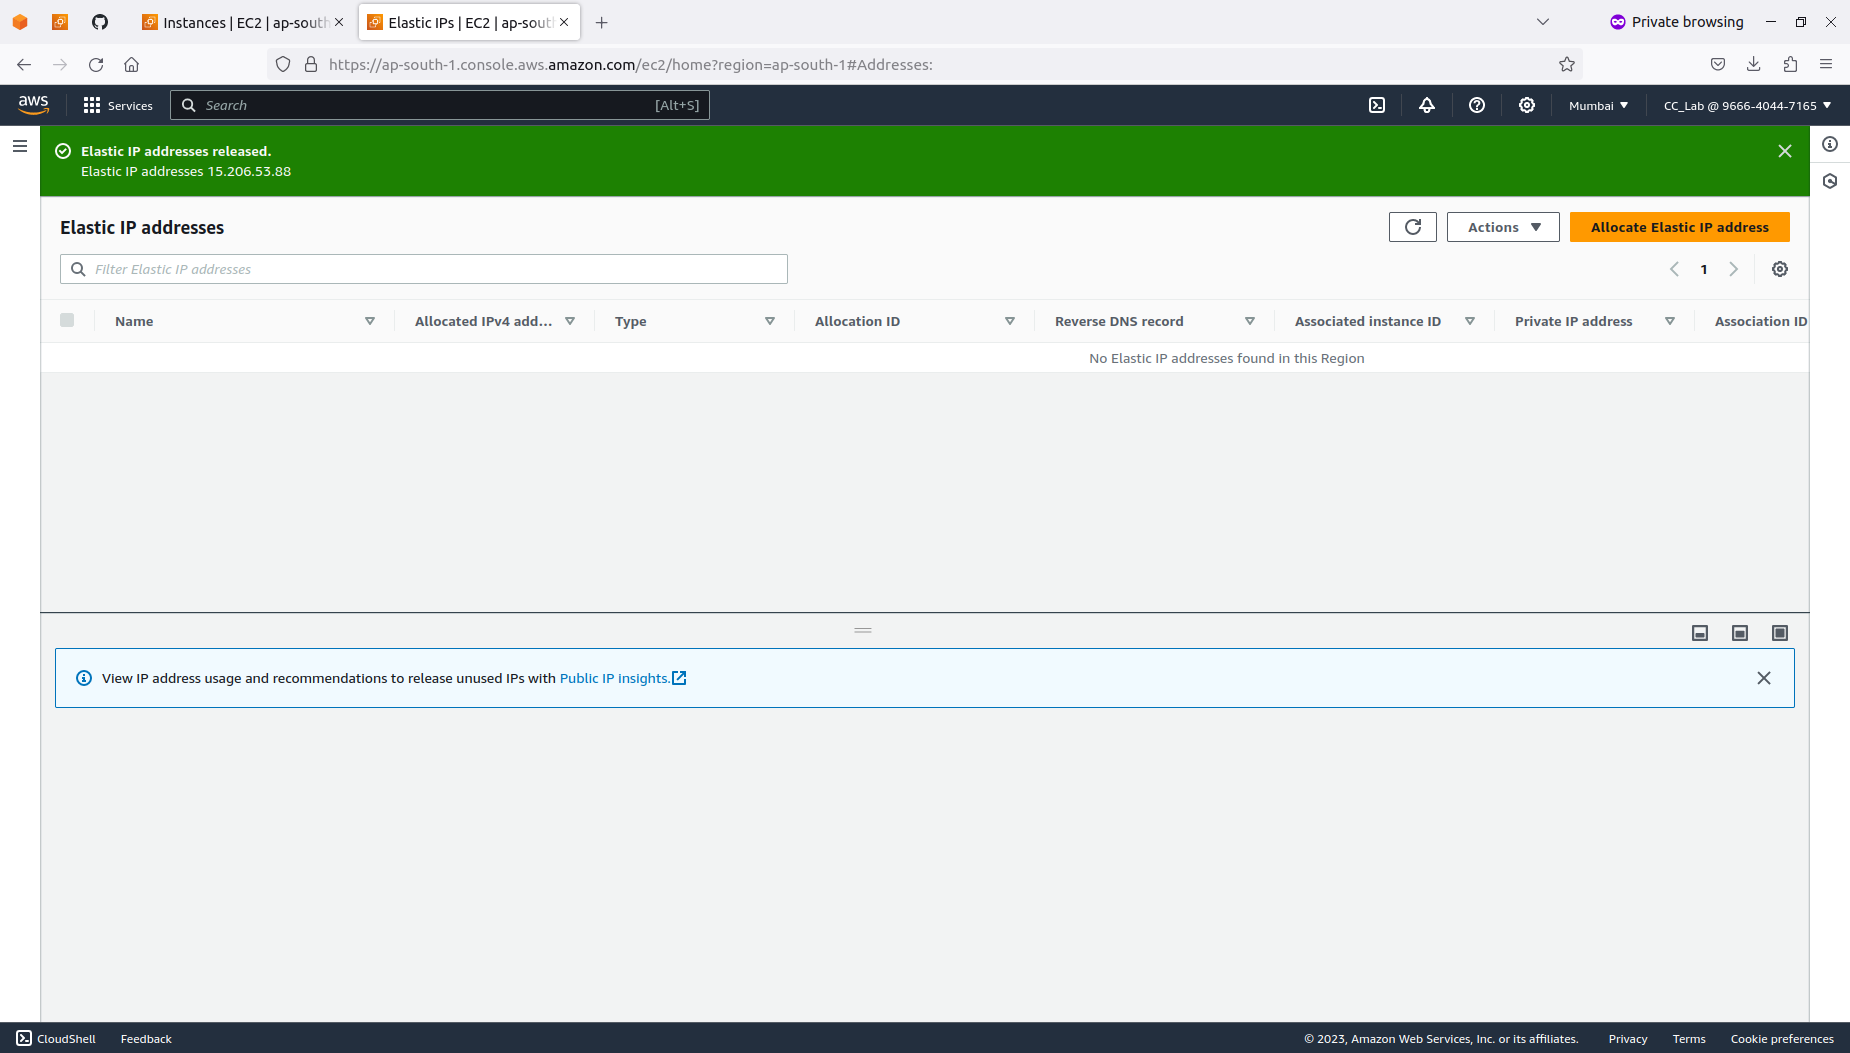 Instances | EC2 | ap-south
Elastic IPs | EC2 | ap-sout
Private browsing
https://ap-south-1.console.aws.amazon.com/ec2/home?region=ap-south-1#Addresses:
aws
Services
Search
[Alt+S]
Mumbai
CC_Lab @ 9666-4044-7165
Elastic IP addresses released.
Elastic IP addresses 15.206.53.88
Elastic IP addresses
Actions
Allocate Elastic IP address
Filter Elastic IP addresses
1
Name
Allocated IPv4 add...
Type
Allocation ID
Reverse DNS record
Associated instance ID
Private IP address
Association ID
No Elastic IP addresses found in this Region
View IP address usage and recommendations to release unused IPs with Public IP insights.
CloudShell
Feedback
© 2023, Amazon Web Services, Inc. or its affiliates.
Privacy
Terms
Cookie preferences